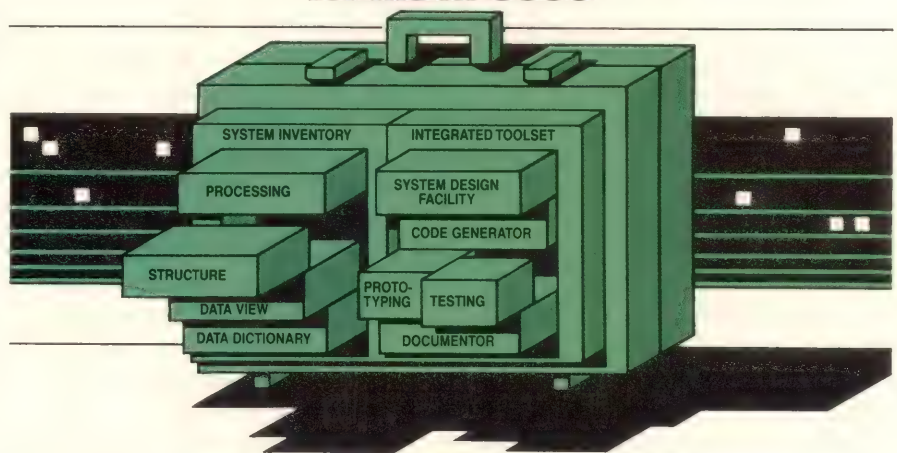 SYSTEM INVENTORY
PROCESSING
STRUCTURE
DATA VIEW
DATA DICTIONARY
INTEGRATED TOOLSET
SYSTEM DESIGN
FACILITY
CODE GENERATOR
PROTO-
TYPING
TESTING
DOCUMENTOR